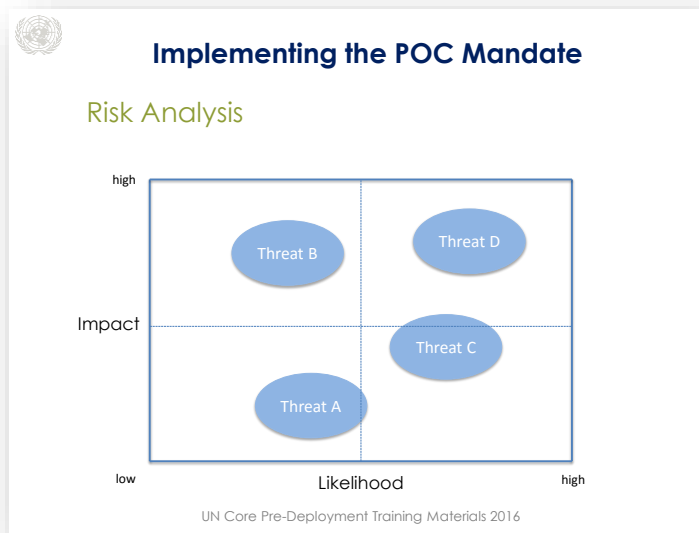 Implementing the POC Mandate
Risk Analysis
high
Threat B
Threat D
Impact
Threat C
Threat A
low
Likelihood
high
UN Core Pre-Deployment Training Materials 2016